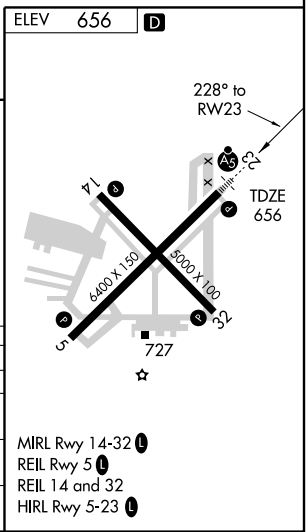 ELEV 656 D
228° to
RW23
A5
23
TDZE
656
14
P
P
6400 X 150
5000 X 100
P
P
5
32
727
MIRL Rwy 14-32 L
REIL Rwy 5 L
REIL 14 and 32
HIRL Rwy 5-23 L